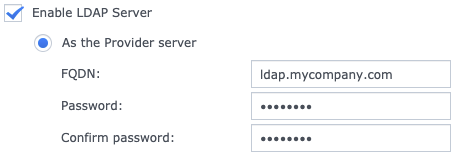 Enable LDAP Server
As the Provider server
FQDN: ldap.mycompany.com
Password: ••••••••
Confirm password: ••••••••